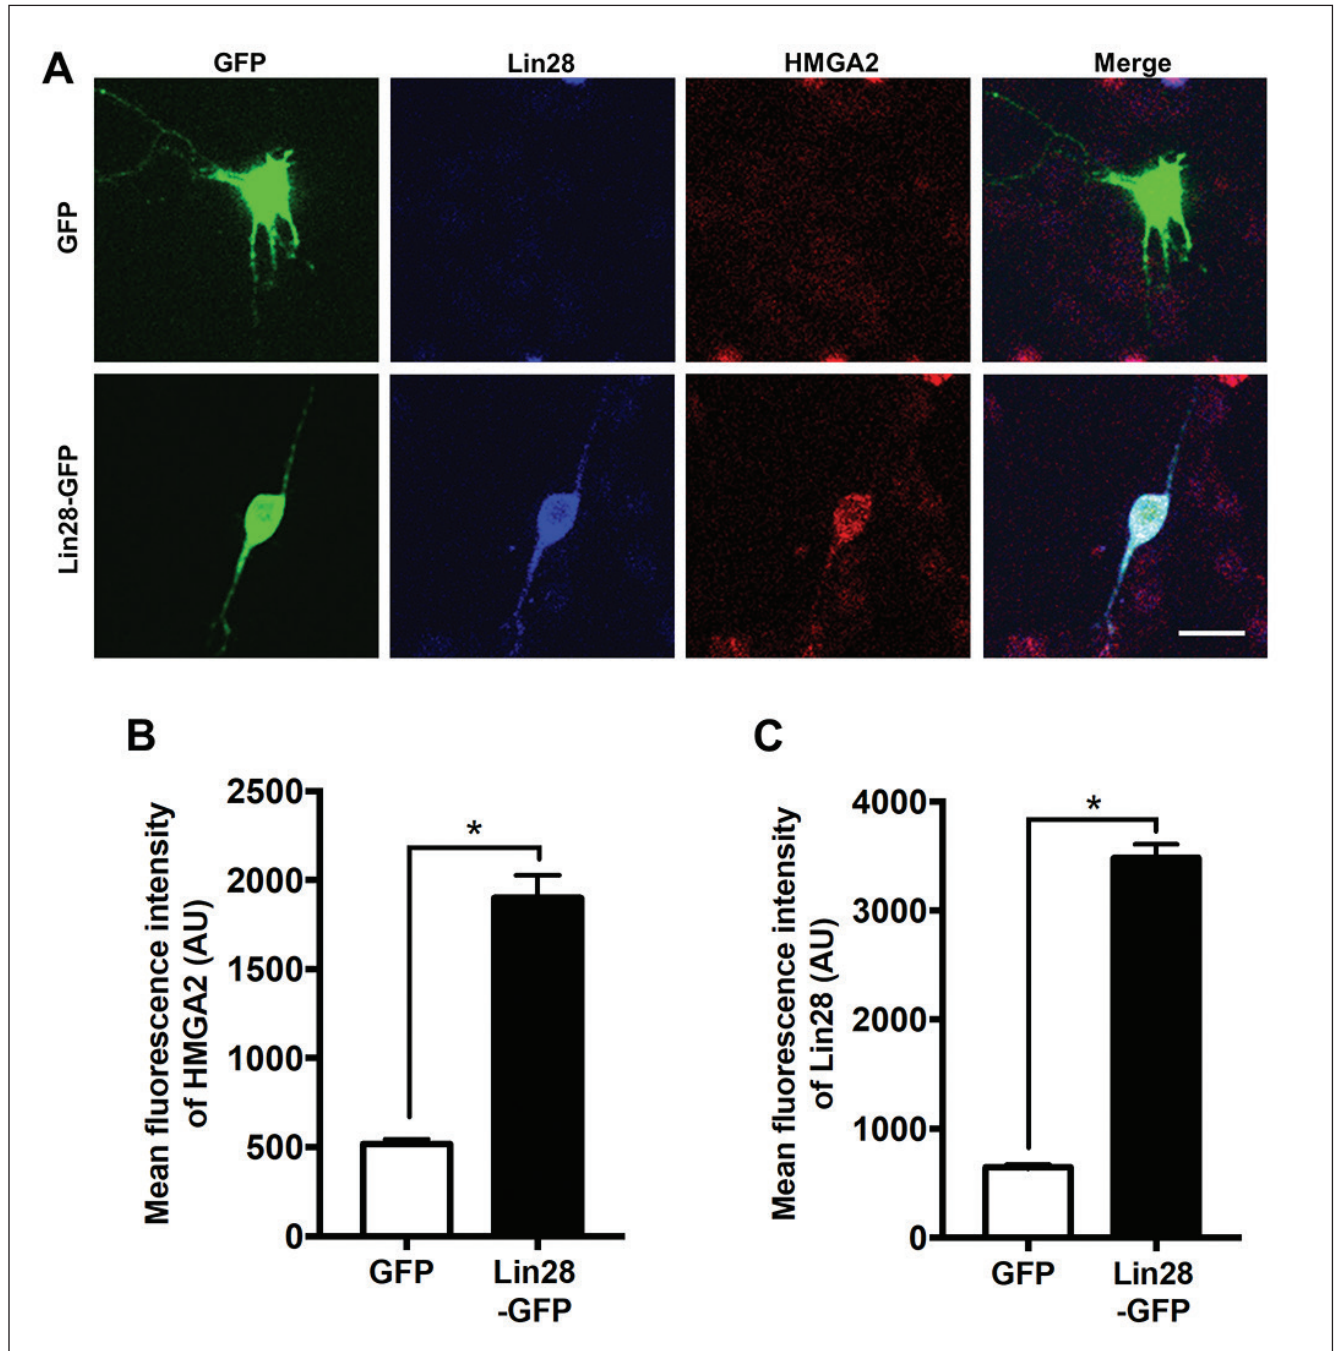 A
GFP
Lin28
HMGA2
Merge
GFP
Lin28-GFP
B
Mean fluorescence intensity
of HMGA2 (AU)
2500
2000
1500
1000
500
0
*
GFP
Lin28
-GFP
C
Mean fluorescence intensity
of Lin28 (AU)
4000
3000
2000
1000
0
*
GFP
Lin28
-GFP